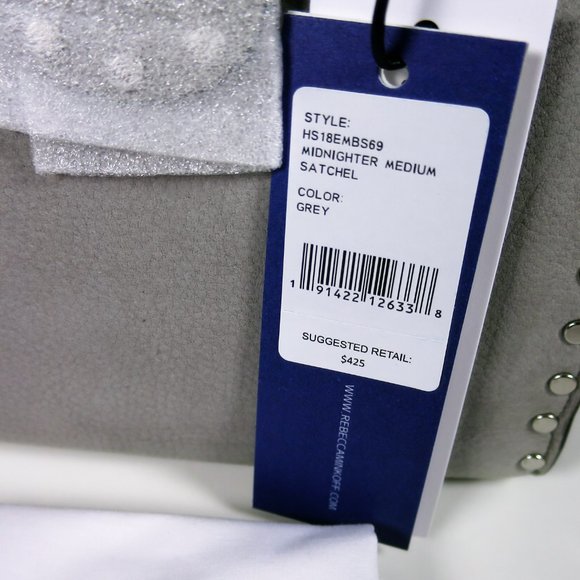 STYLE:
HS18EMBS69
MIDNIGHTER MEDIUM
SATCHEL
COLOR:
GREY
1 91422 12633 8
SUGGESTED RETAIL:
$425
WWW.REBECCAMINKOFF.COM